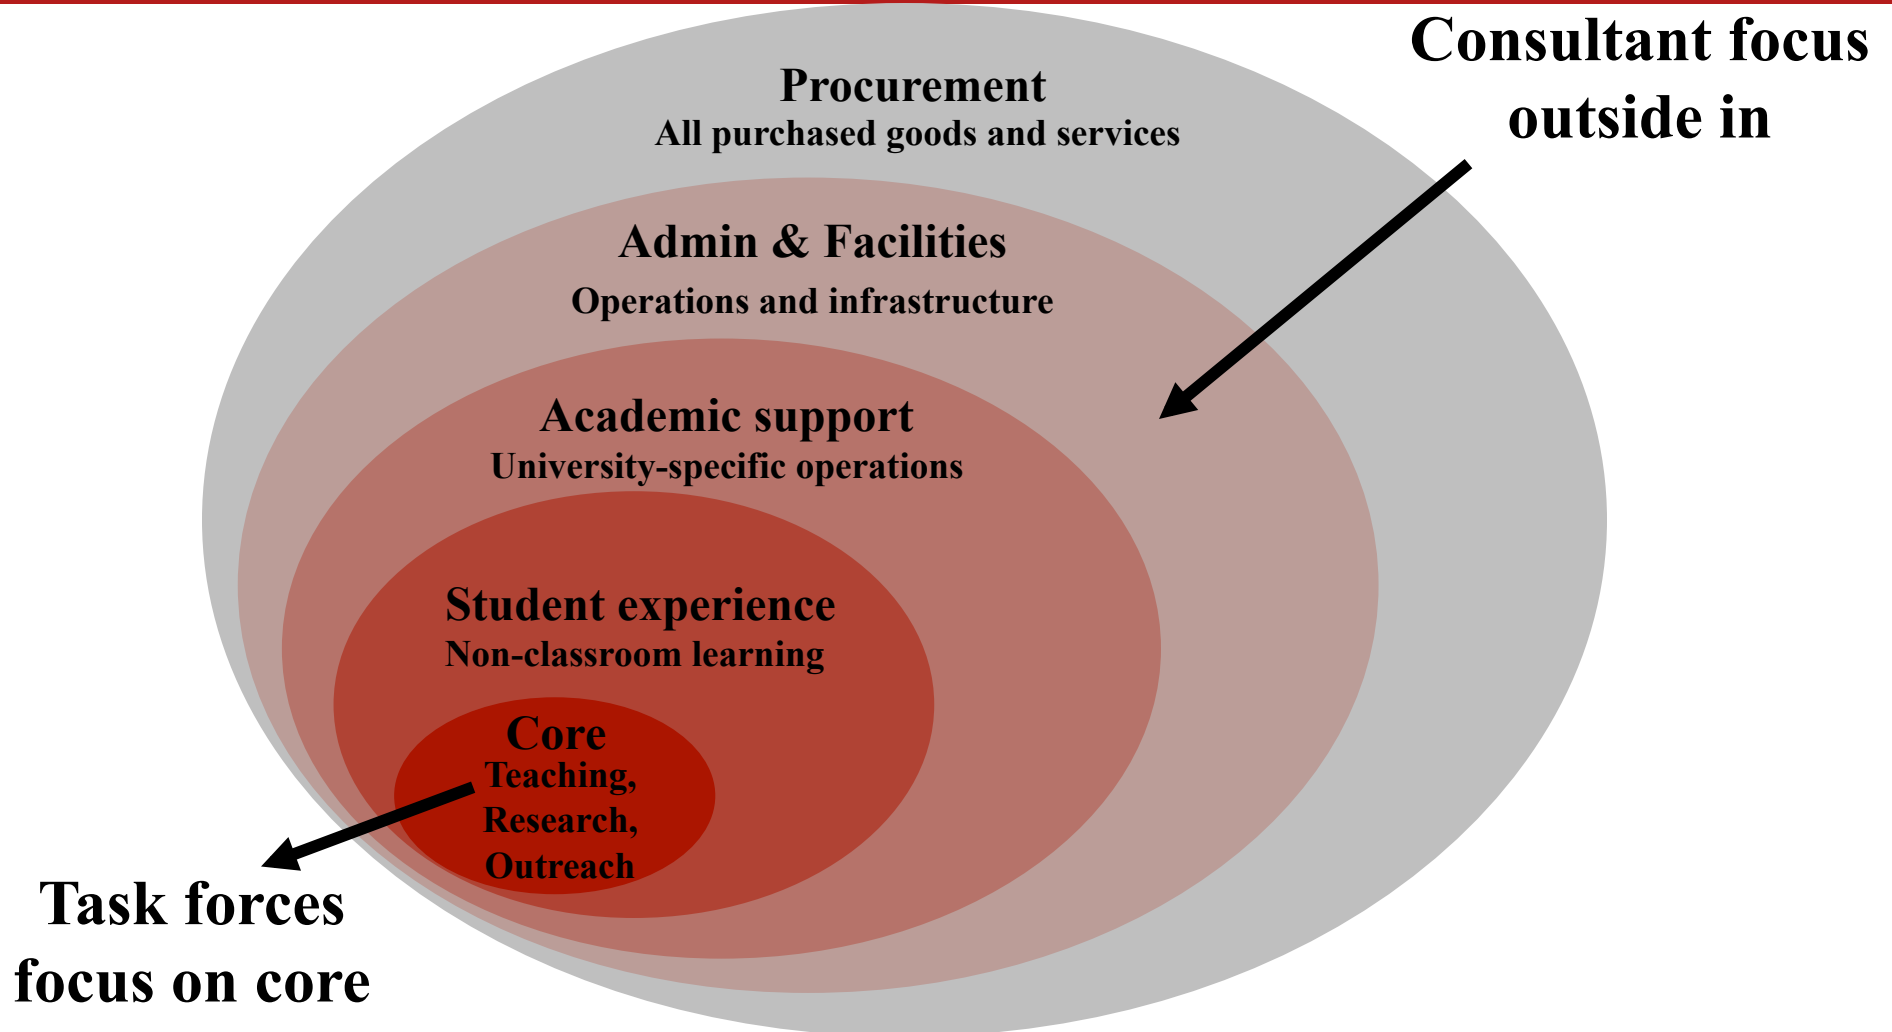 Consultant focus
outside in
Procurement
All purchased goods and services
Admin & Facilities
Operations and infrastructure
Academic support
University-specific operations
Student experience
Non-classroom learning
Core
Teaching,
Research,
Outreach
Task forces
focus on core